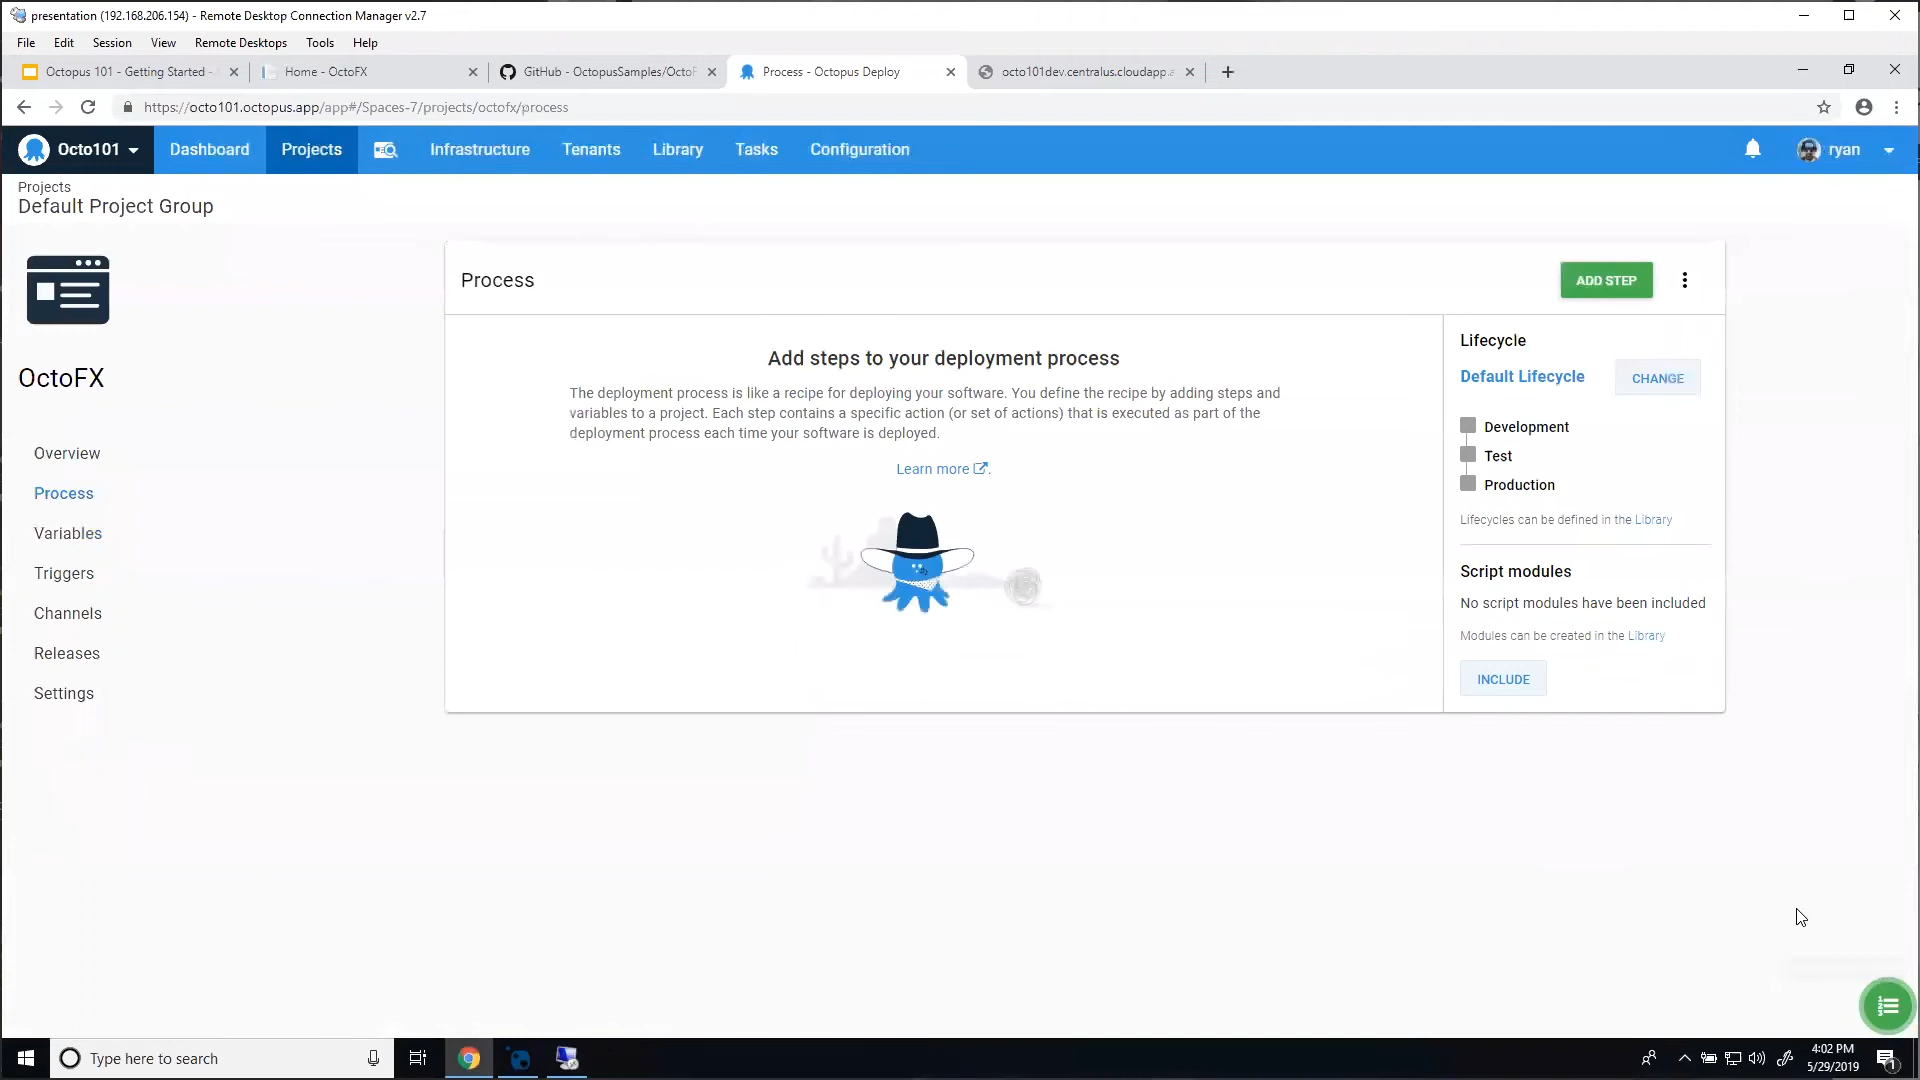 presentation (192.168.206.154) - Remote Desktop Connection Manager v2.7
File Edit Session View Remote Desktops Tools Help
Octopus 101 - Getting Started -
Home - OctoFX
GitHub - OctopusSamples/OctoF
Process - Octopus Deploy
octo101dev.centralus.cloudapp.a
https://octo101.octopus.app/app#/Spaces-7/projects/octofx/process
Octo101 Dashboard Projects Infrastructure Tenants Library Tasks Configuration ryan
Projects
Default Project Group
OctoFX
Overview
Process
Variables
Triggers
Channels
Releases
Settings
Process
ADD STEP
Add steps to your deployment process
The deployment process is like a recipe for deploying your software. You define the recipe by adding steps and
variables to a project. Each step contains a specific action (or set of actions) that is executed as part of the
deployment process each time your software is deployed.
Learn more .
Lifecycle
Default Lifecycle
CHANGE
Development
Test
Production
Lifecycles can be defined in the Library
Script modules
No script modules have been included
Modules can be created in the Library
INCLUDE
Type here to search
4:02 PM
5/29/2019
1